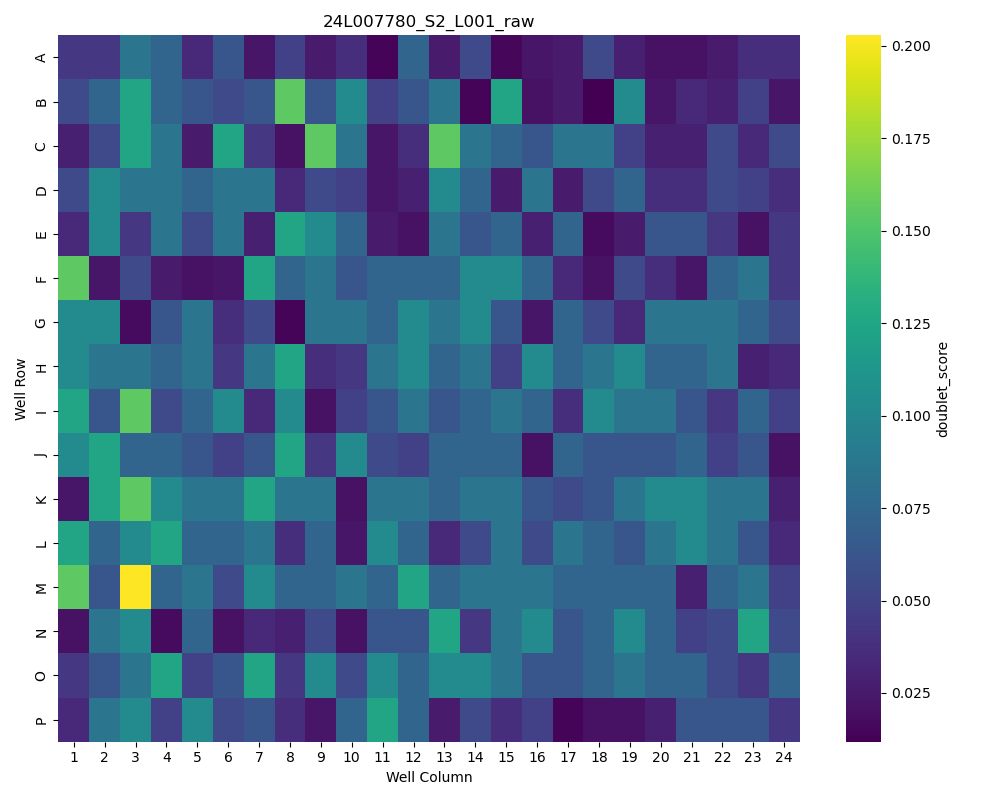 24L007780_S2_L001_raw
Well Row
A
B
C
D
E
F
G
H
I
J
K
L
M
N
O
P
1 2 3 4 5 6 7 8 9 10 11 12 13 14 15 16 17 18 19 20 21 22 23 24
Well Column
0.200
0.175
0.150
0.125
0.100
0.075
0.050
0.025
doublet_score